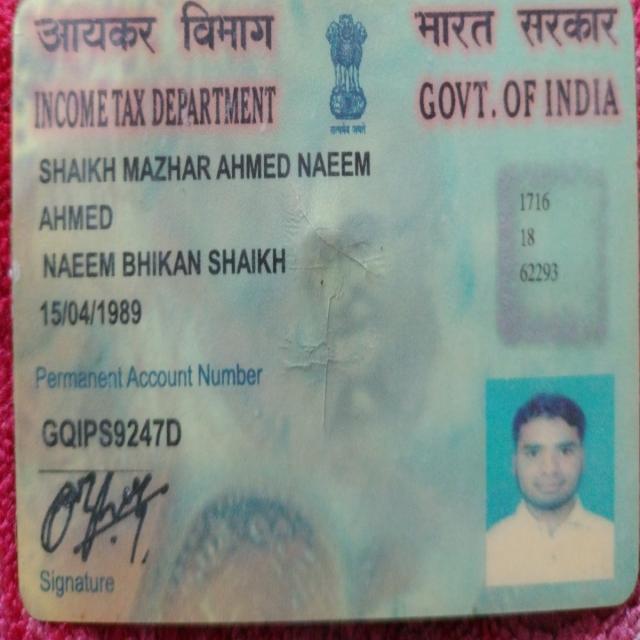 आयकर विभाग
भारत सरकार
INCOME TAX DEPARTMENT
GOVT. OF INDIA
सत्यमेव जयते
SHAIKH MAZHAR AHMED NAEEM
AHMED
NAEEM BHIKAN SHAIKH
15/04/1989
Permanent Account Number
GQIPS9247D
Signature
1716
18
62293